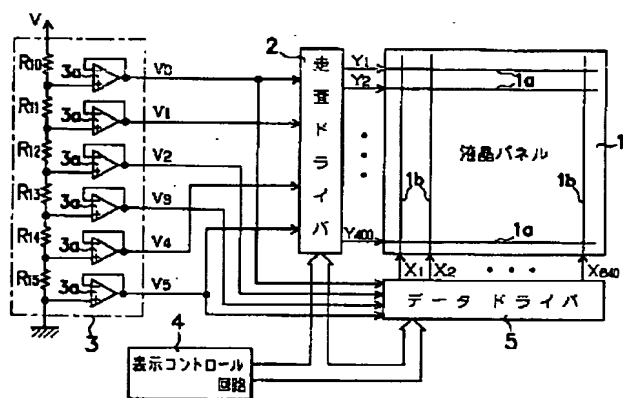 V
R10
R11
R12
R13
R14
R15
3a
3a
3a
3a
3a
3a
V0
V1
V2
V3
V4
V5
3
2
走査ドライバ
Y1
Y2
Y400
1a
1a
1a
1b
1b
液晶パネル
1
X1
X2
X640
データドライバ
5
4
表示コントロール
回路